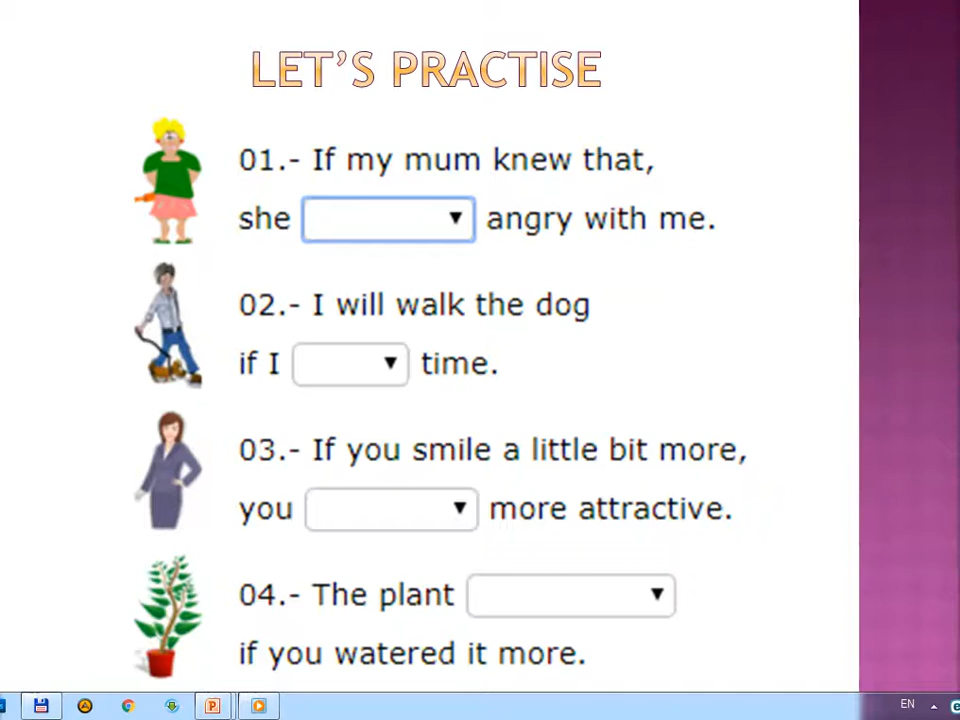 LET'S PRACTISE
01.- If my mum knew that,
she angry with me.
02.- I will walk the dog
if I time.
03.- If you smile a little bit more,
you more attractive.
04.- The plant
if you watered it more.
EN